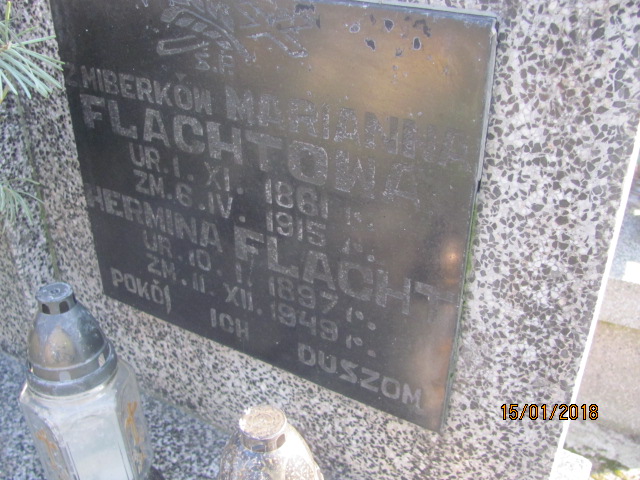 Ś.P.
Z HIBERKÓW MARIANNA
FLACHTOWA
UR. 1. XI. 1861 r.
ZM. 6. IV. 1915 r.
HERMINA FLACHT
UR. 10. I. 1897 r.
ZM. 11. XII. 1949 r.
POKÓJ ICH DUSZOM
15/01/2018